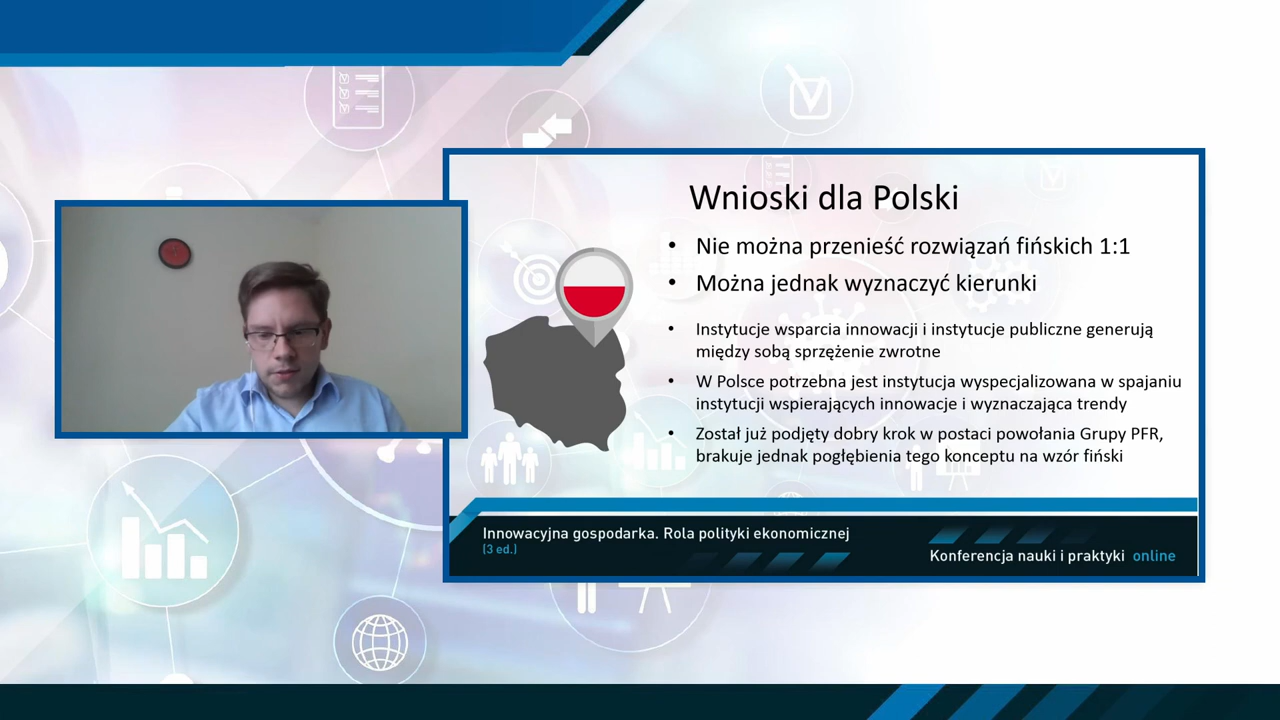 Wnioski dla Polski
• Nie można przenieść rozwiązań fińskich 1:1
• Można jednak wyznaczyć kierunki
• Instytucje wsparcia innowacji i instytucje publiczne generują
między sobą sprzężenie zwrotne
• W Polsce potrzebna jest instytucja wyspecjalizowana w spajaniu
instytucji wspierających innowacje i wyznaczająca trendy
• Został już podjęty dobry krok w postaci powołania Grupy PFR,
brakuje jednak pogłębienia tego konceptu na wzór fiński
Innowacyjna gospodarka. Rola polityki ekonomicznej
[3 ed.]
Konferencja nauki i praktyki online